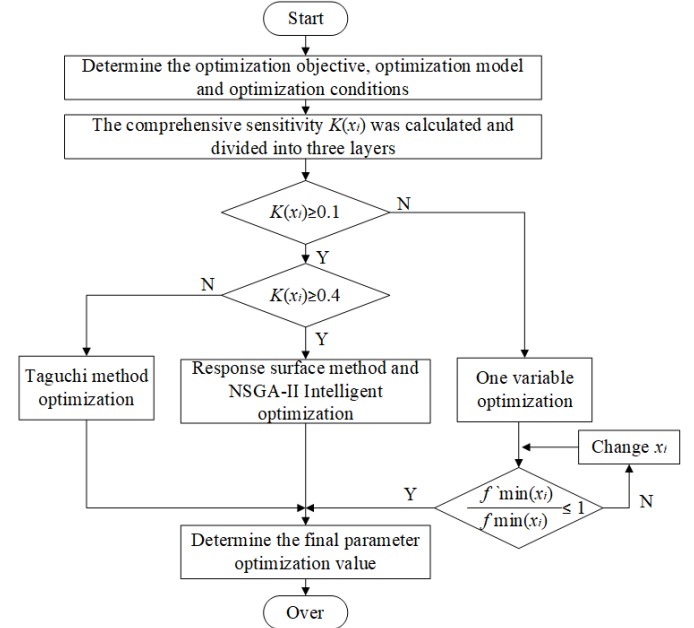 Start
Determine the optimization objective, optimization model
and optimization conditions
The comprehensive sensitivity K(xi) was calculated and
divided into three layers
K(xi)≥0.1
N
Y
K(xi)≥0.4
N
Y
Taguchi method
optimization
Response surface method and
NSGA-II Intelligent
optimization
One variable
optimization
Change xi
f `min(xi)
f min(xi)
≤ 1
Y
N
Determine the final parameter
optimization value
Over